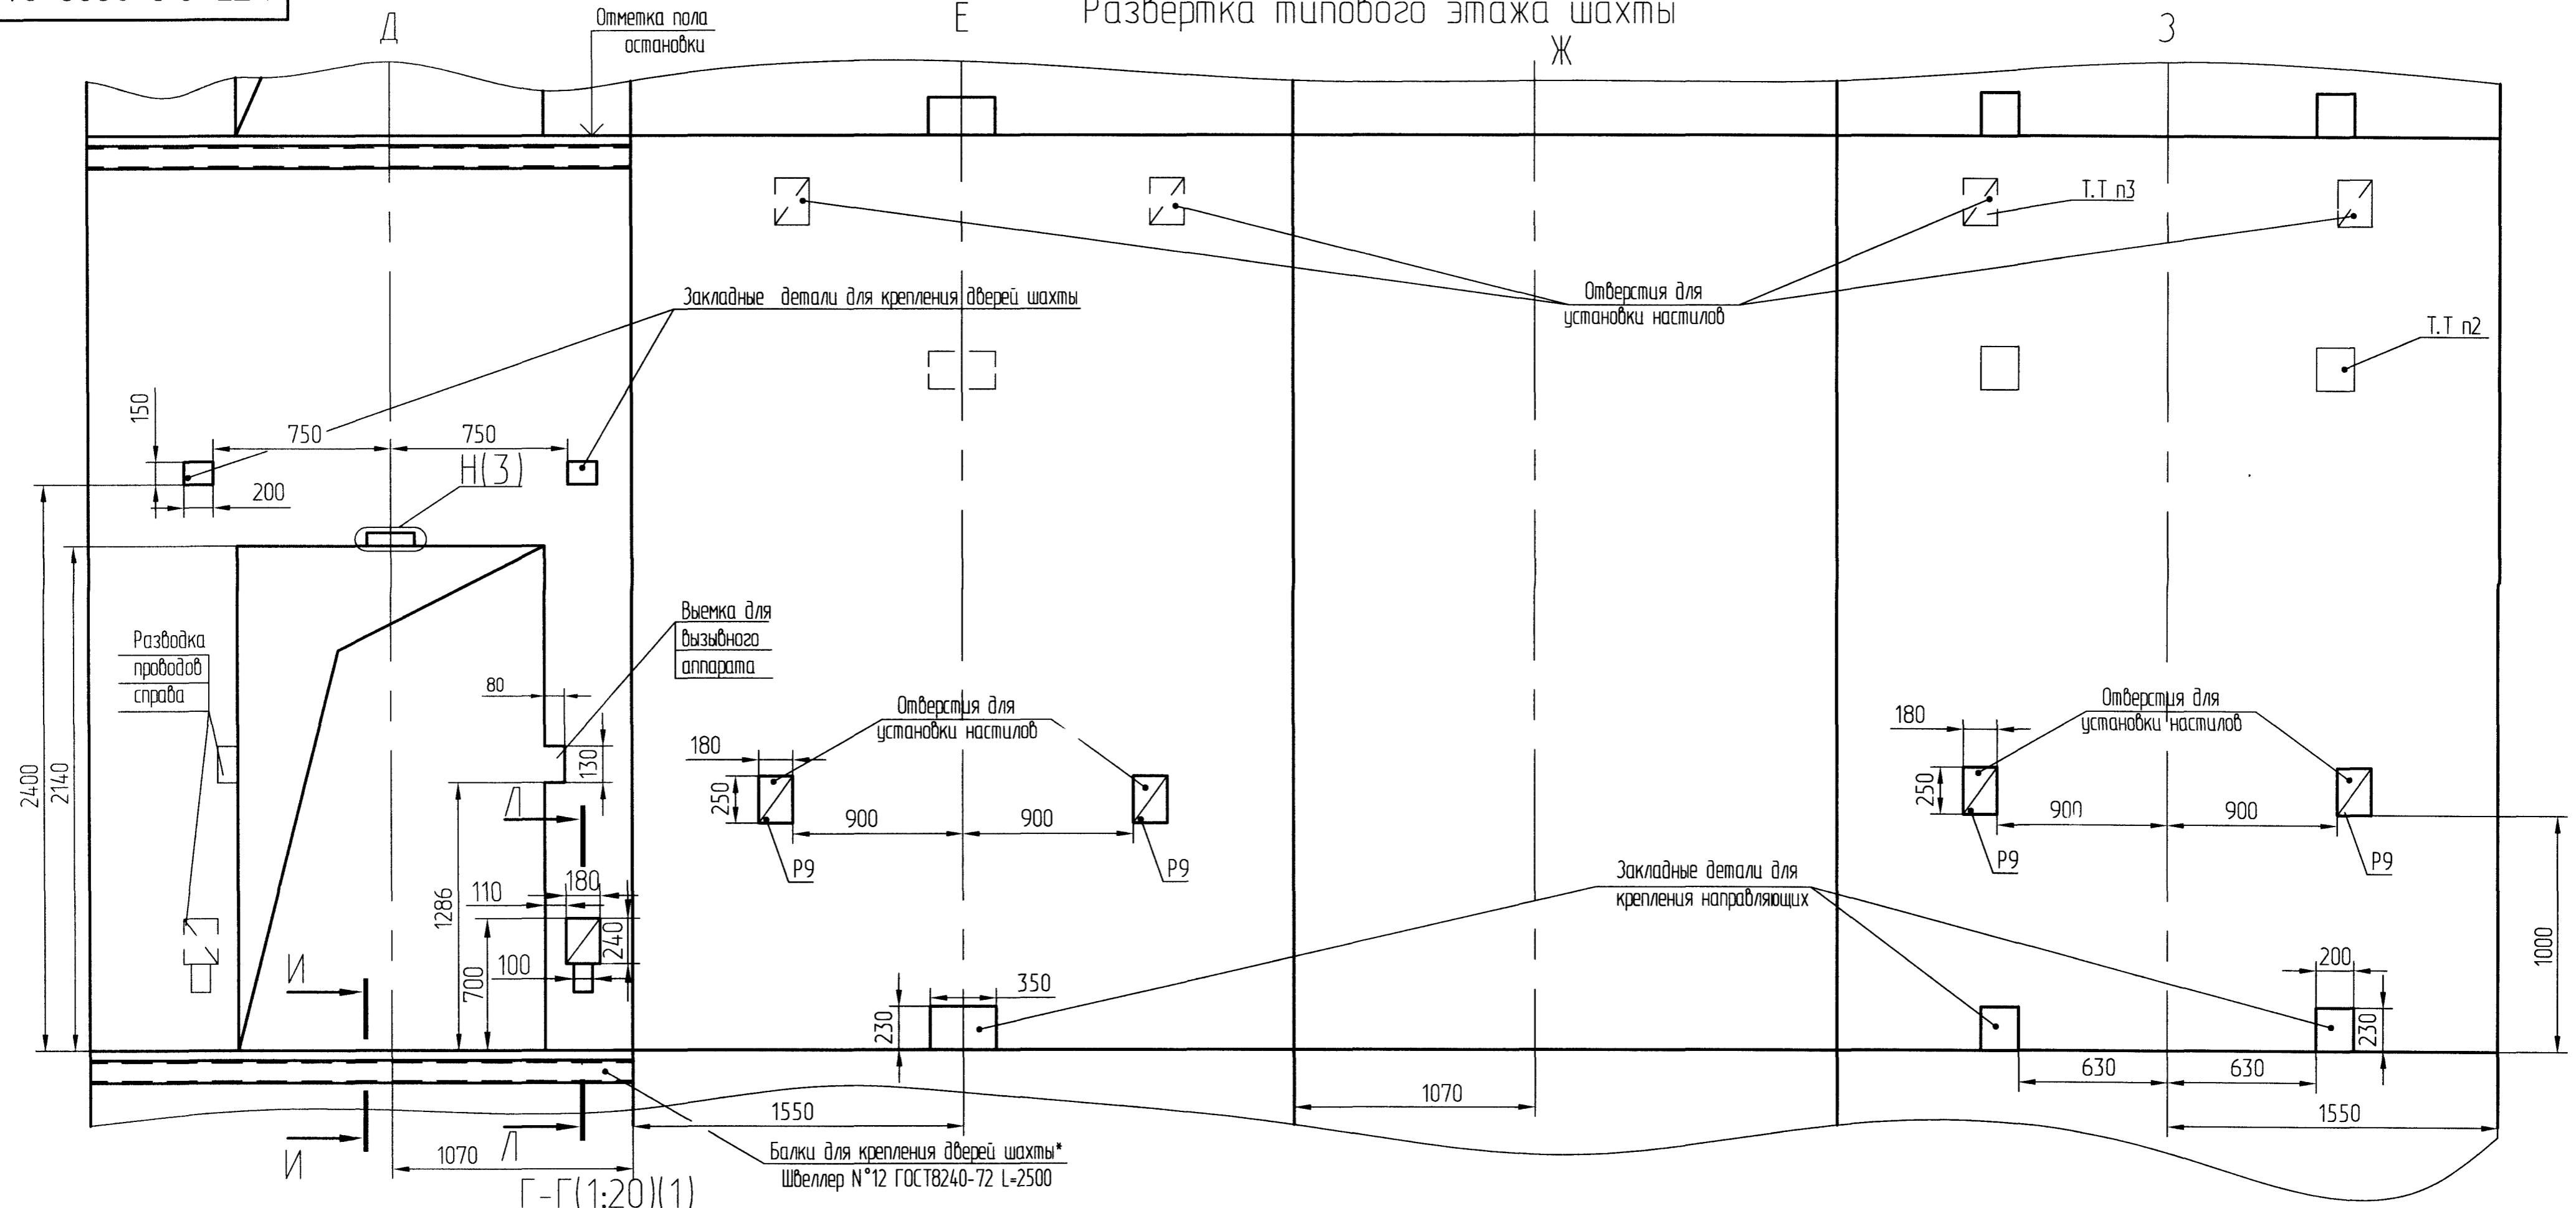 Развертка типового этажа шахты
Д
Отметка пола
остановки
Е
Ж
З
Т.Т п3
Закладные детали для крепления дверей шахты
Отверстия для
установки настилов
Т.Т п2
150
750
750
Н(3)
200
Выемка для
вызывного
аппарата
Разводка
проводов
справа
80
Отверстия для
установки настилов
Отверстия для
установки настилов
180
180
130
2400
2140
250
250
Л
900
900
900
900
Р9
Р9
Р9
Р9
Закладные детали для
крепления направляющих
180
110
1286
240
700
100
1000
И
350
200
230
230
630
630
1070
1550
1550
И
Л
1070
Балки для крепления дверей шахты*
Швеллер N°12 ГОСТ8240-72 L=2500
Г-Г(1:20)(1)